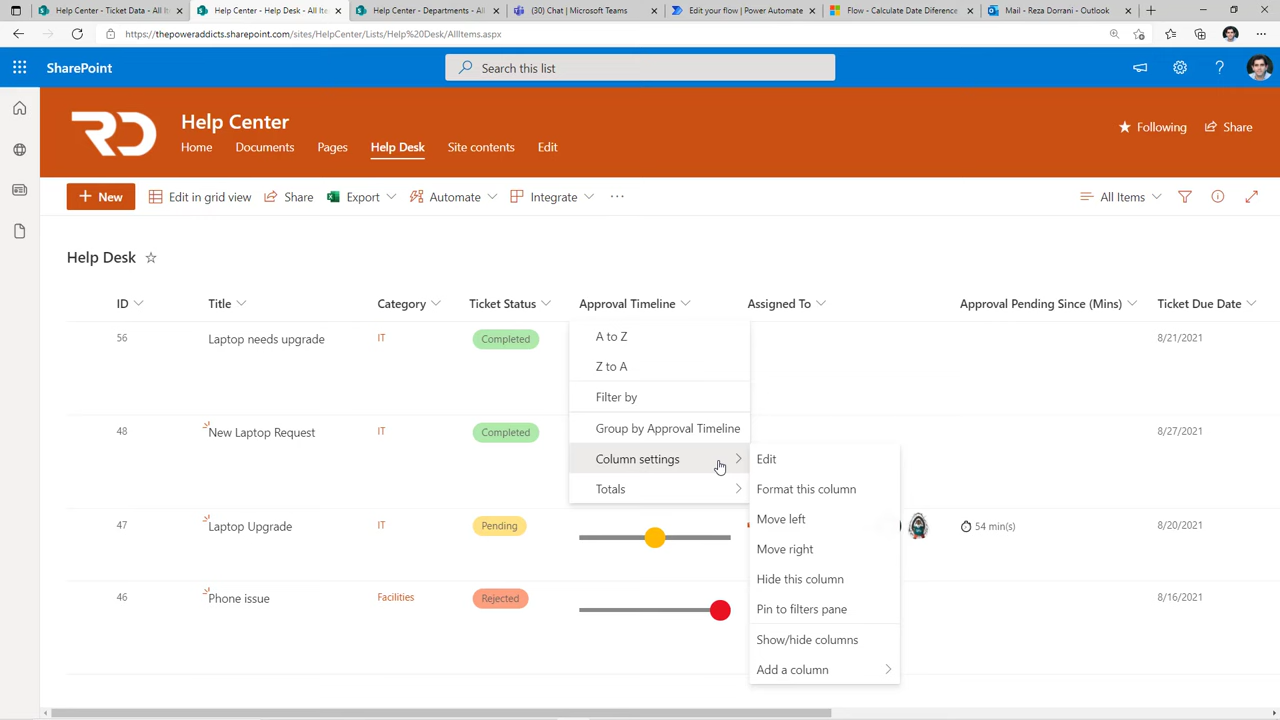 Help Center - Ticket Data - All It
Help Center - Help Desk - All Ite
Help Center - Departments - All
(30) Chat | Microsoft Teams
Edit your flow | Power Automate
Flow - Calculate Date Diference
Mail - Reza Dorrani - Outlook
https://thepoweraddicts.sharepoint.com/sites/HelpCenter/Lists/Help%20Desk/AllItems.aspx
SharePoint
Search this list
RD
Help Center
Home Documents Pages Help Desk Site contents Edit
Following Share
New Edit in grid view Share Export Automate Integrate ··· All Items
Help Desk
ID Title Category Ticket Status Approval Timeline Assigned To Approval Pending Since (Mins) Ticket Due Date
56 Laptop needs upgrade IT Completed 8/21/2021
48 New Laptop Request IT Completed 8/27/2021
47 Laptop Upgrade IT Pending 54 min(s) 8/20/2021
46 Phone issue Facilities Rejected 8/16/2021
A to Z
Z to A
Filter by
Group by Approval Timeline
Column settings
Totals
Edit
Format this column
Move left
Move right
Hide this column
Pin to filters pane
Show/hide columns
Add a column